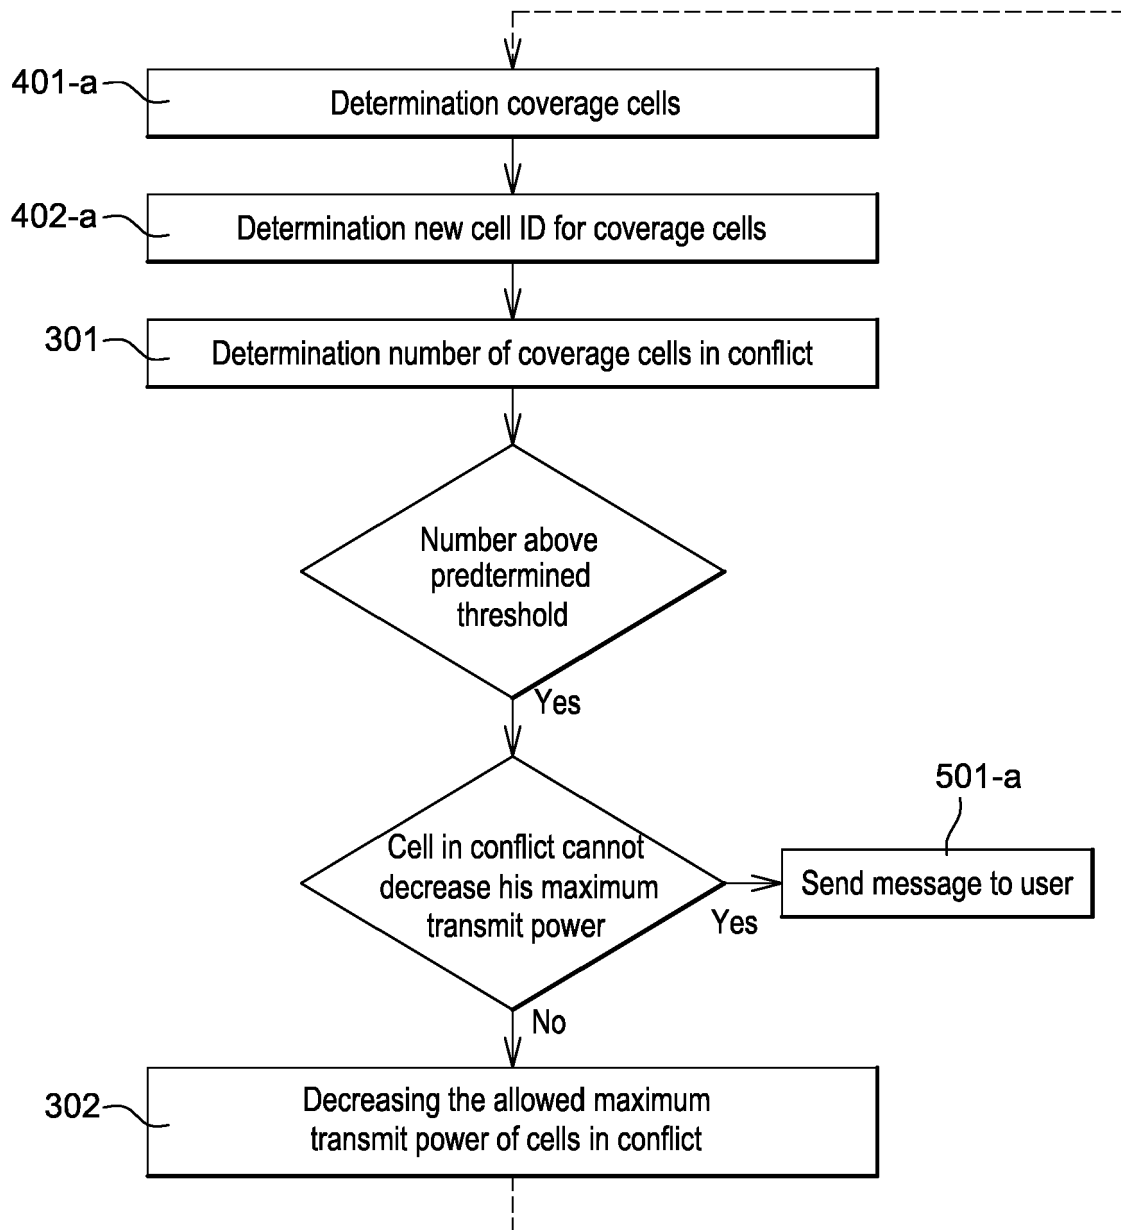 401-a
Determination coverage cells
402-a
Determination new cell ID for coverage cells
301
Determination number of coverage cells in conflict
Number above
predtermined
threshold
Yes
501-a
Cell in conflict cannot
decrease his maximum
transmit power
Send message to user
Yes
No
302
Decreasing the allowed maximum
transmit power of cells in conflict